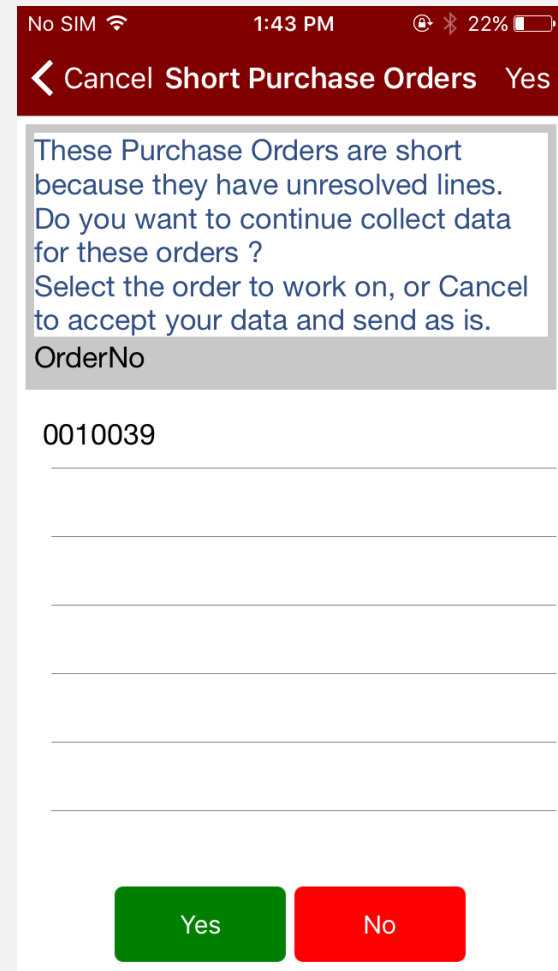 No SIM 1:43 PM 22%
Cancel Short Purchase Orders Yes
These Purchase Orders are short
because they have unresolved lines.
Do you want to continue collect data
for these orders ?
Select the order to work on, or Cancel
to accept your data and send as is.
OrderNo
0010039
Yes No